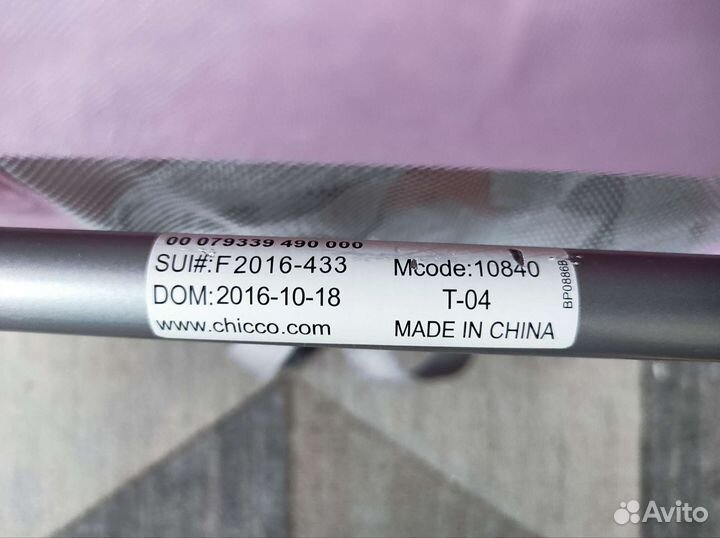 00 079339 490 000
SUI#:F2016-433 Mcode:10840
DOM:2016-10-18 T-04
www.chicco.com MADE IN CHINA
BP0886B
Avito